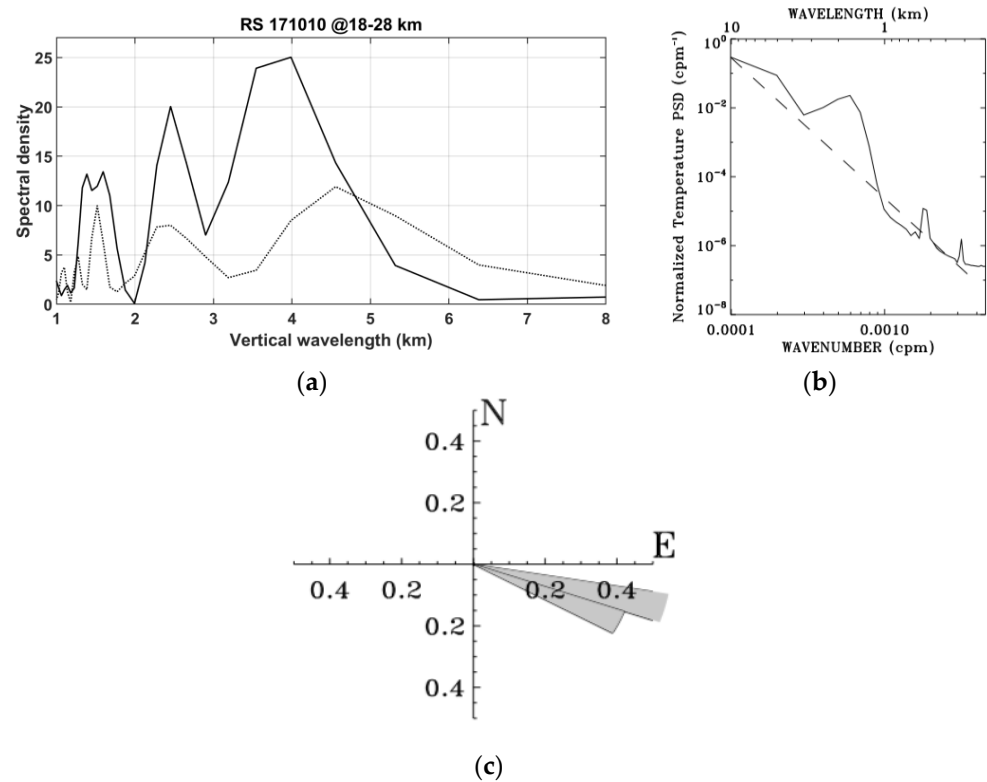 RS 171010 @18-28 km
Spectral density
25
20
15
10
5
0
1 2 3 4 5 6 7 8
Vertical wavelength (km)
(a)
WAVELENGTH (km)
10 1
Normalized Temperature PSD (cpm⁻¹)
10⁰
10⁻²
10⁻⁴
10⁻⁶
10⁻⁸
0.0001 0.0010
WAVENUMBER (cpm)
(b)
N
0.4
0.2
E
0.4 0.2 0.2 0.4
0.2
0.4
(c)